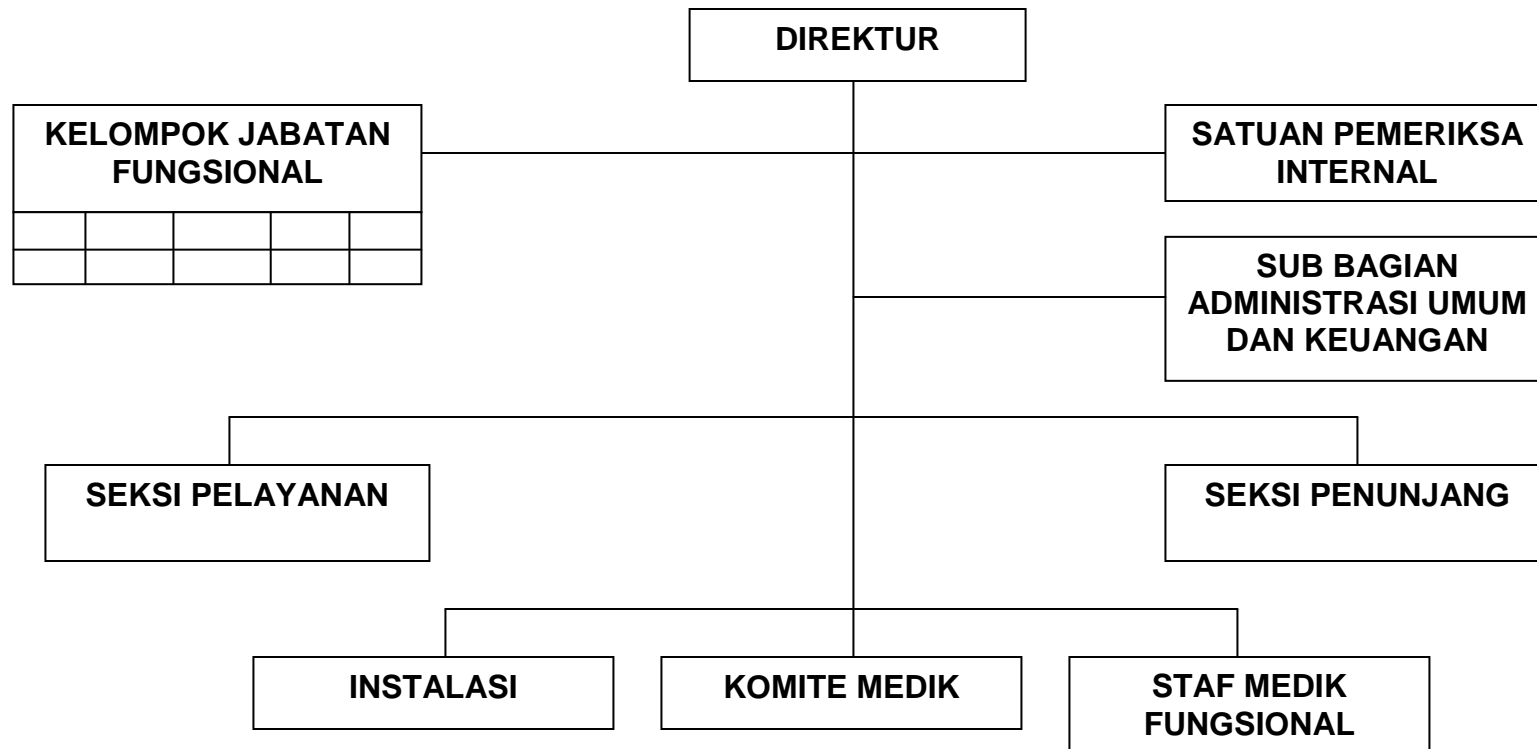 DIREKTUR
KELOMPOK JABATAN
FUNGSIONAL
SATUAN PEMERIKSA
INTERNAL
SUB BAGIAN
ADMINISTRASI UMUM
DAN KEUANGAN
SEKSI PELAYANAN
SEKSI PENUNJANG
INSTALASI
KOMITE MEDIK
STAF MEDIK
FUNGSIONAL